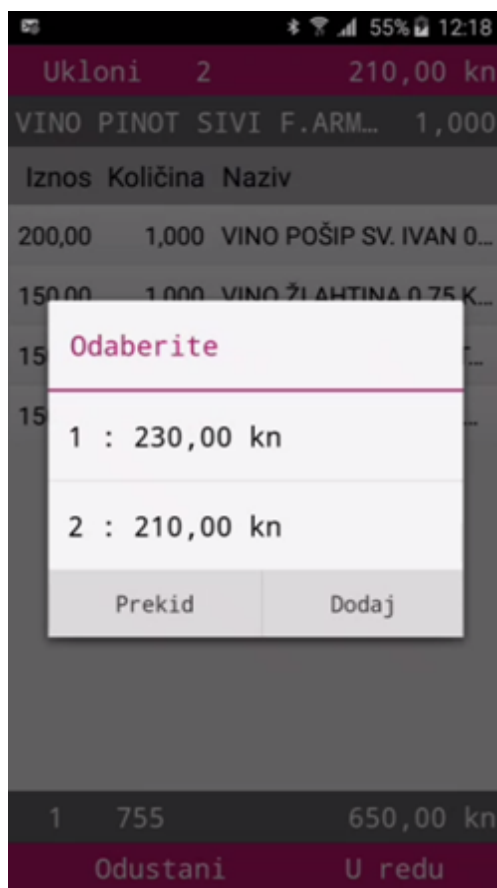 55% 12:18
Ukloni 2 210,00 kn
VINO PINOT SIVI F.ARM... 1,000
Iznos Količina Naziv
200,00 1,000 VINO POŠIP SV. IVAN 0...
150,00 1,000 VINO ŽLAHTINA 0,75 K...
15
Odaberite
15
1 : 230,00 kn
2 : 210,00 kn
Prekid Dodaj
1 755 650,00 kn
Odustani U redu